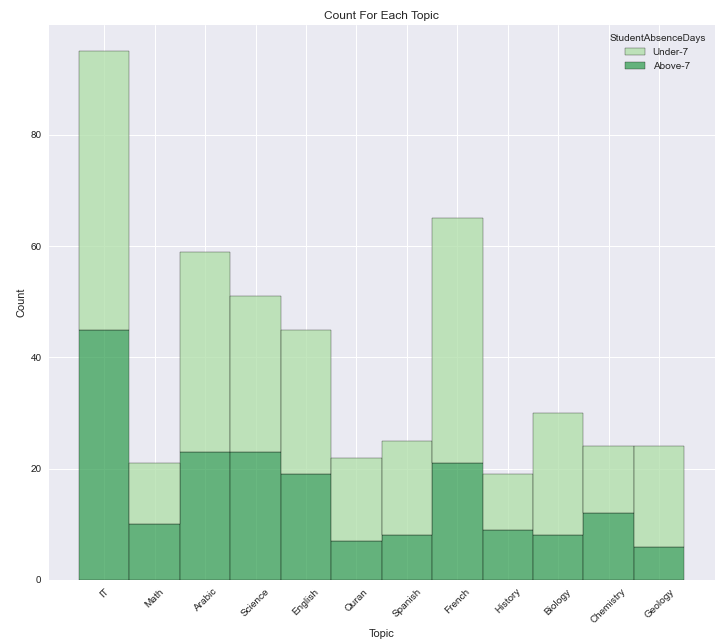 Count For Each Topic
StudentAbsenceDays
Under-7
Above-7
Count
80
60
40
20
0
IT
Math
Arabic
Science
English
Quran
Spanish
French
History
Biology
Chemistry
Geology
Topic